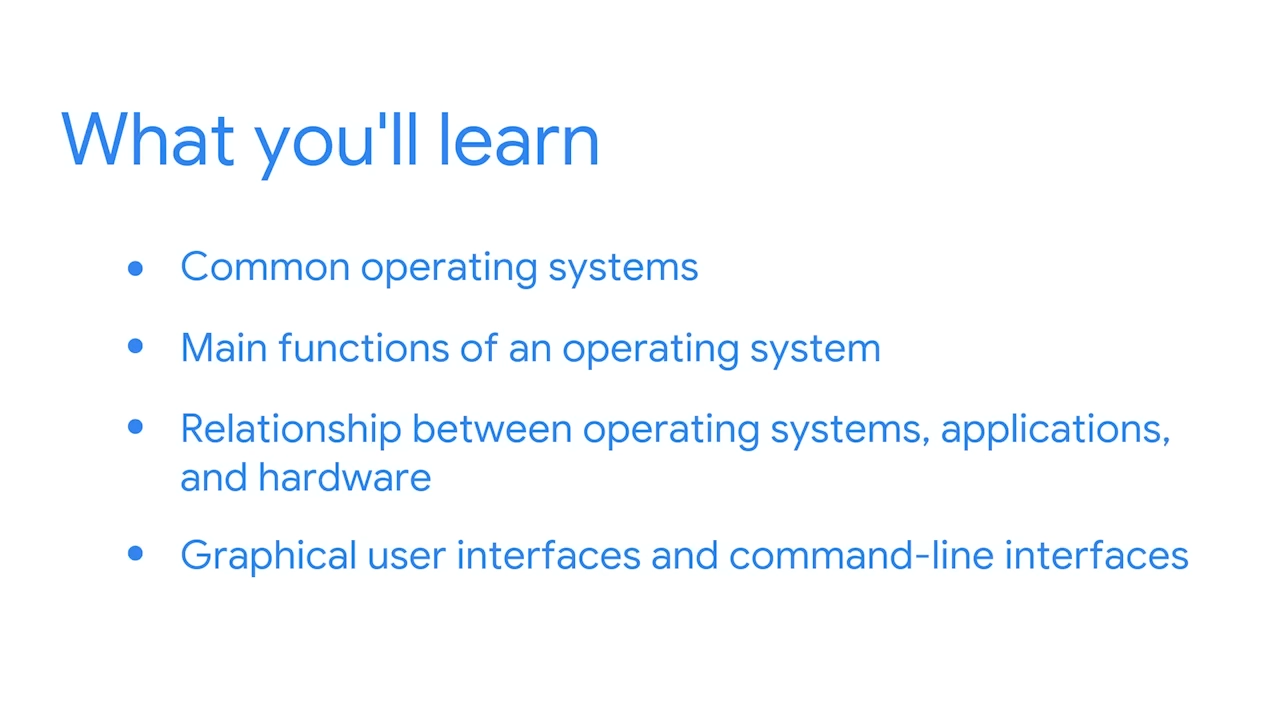 What you'll learn
• Common operating systems
• Main functions of an operating system
• Relationship between operating systems, applications,
and hardware
• Graphical user interfaces and command-line interfaces